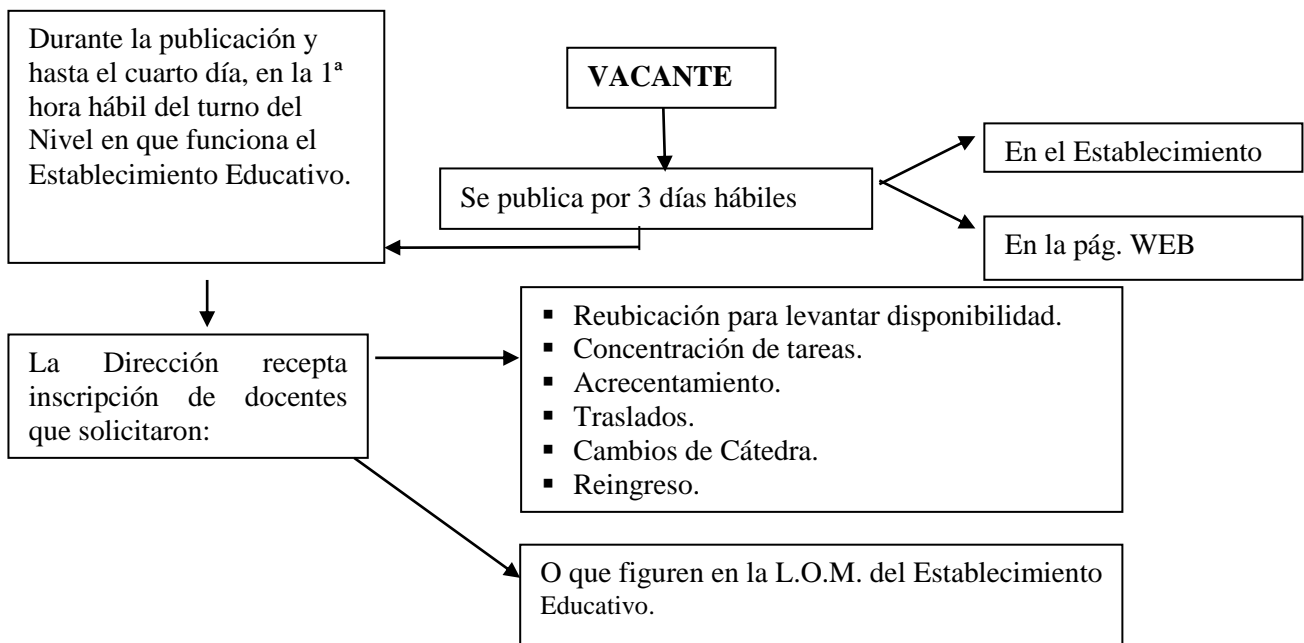 Durante la publicación y
hasta el cuarto día, en la 1ª
hora hábil del turno del
Nivel en que funciona el
Establecimiento Educativo.
VACANTE
Se publica por 3 días hábiles
En el Establecimiento
En la pág. WEB
La Dirección recepta
inscripción de docentes
que solicitaron:
▪ Reubicación para levantar disponibilidad.
▪ Concentración de tareas.
▪ Acrecentamiento.
▪ Traslados.
▪ Cambios de Cátedra.
▪ Reingreso.
O que figuren en la L.O.M. del Establecimiento
Educativo.